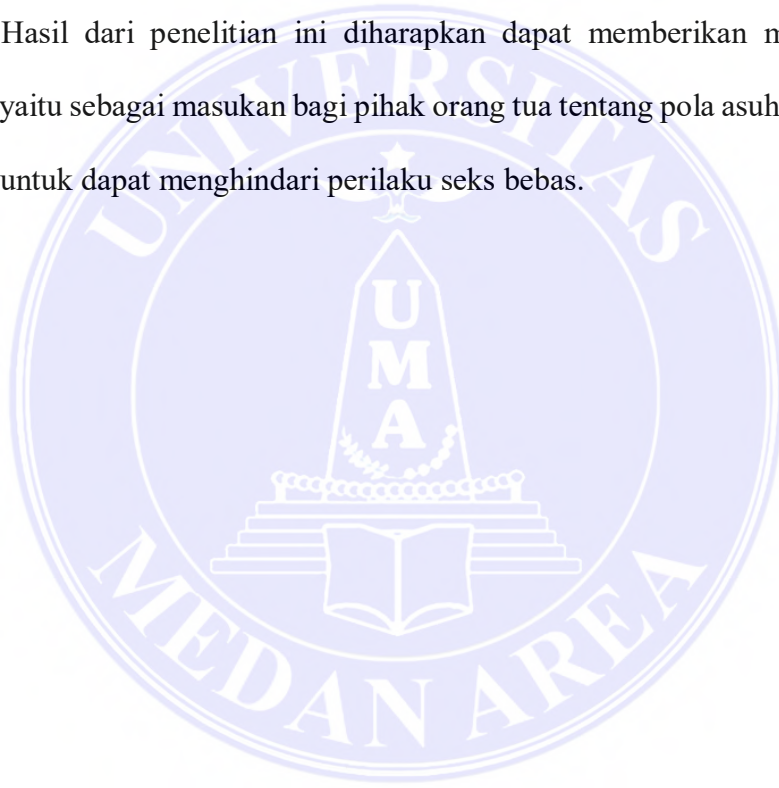 Hasil dari penelitian ini diharapkan dapat memberikan
yaitu sebagai masukan bagi pihak orang tua tentang pola asuh
untuk dapat menghindari perilaku seks bebas.
UNIVERSITAS
UMA
MEDAN AREA